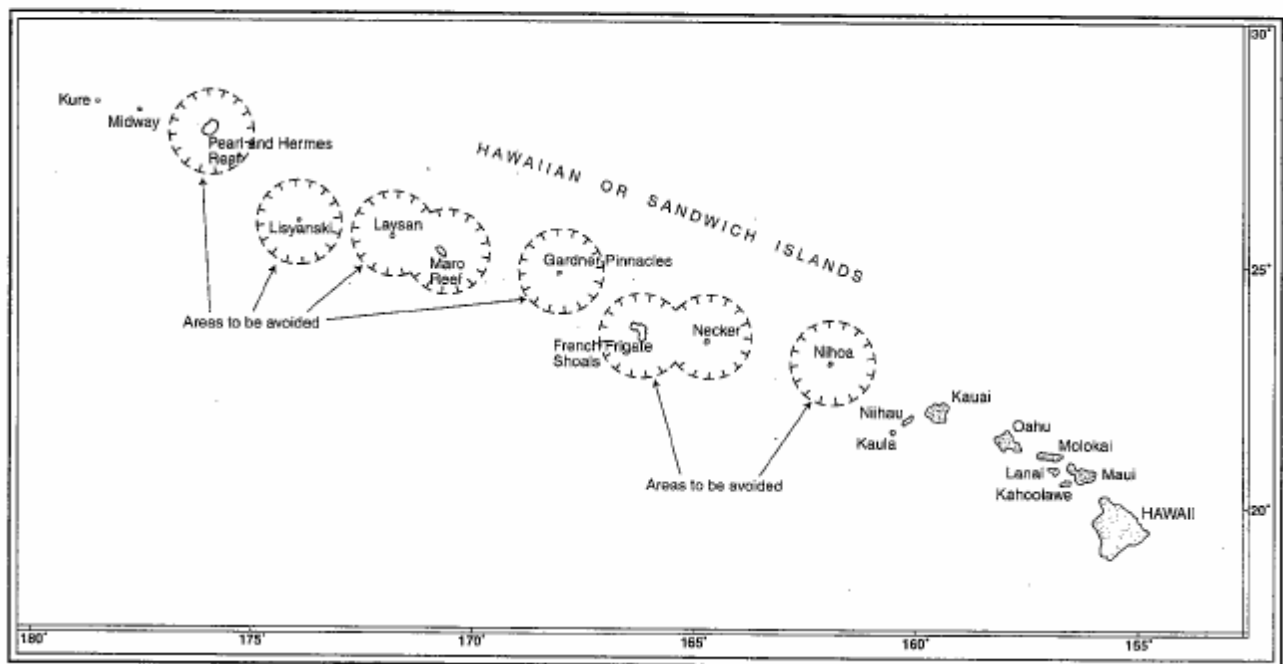 30°
Kure
Midway
Pearl and Hermes
Reef
HAWAIIAN OR SANDWICH ISLANDS
Lisyanski
Laysan
Maro
Reef
Gardner Pinnacles
25°
Areas to be avoided
French Frigate
Shoals
Necker
Nihoa
Niihau
Kauai
Kaula
Oahu
Molokai
Lanai
Maui
Kahoolawe
Areas to be avoided
HAWAII
20°
180° 175° 170° 165° 160° 155°